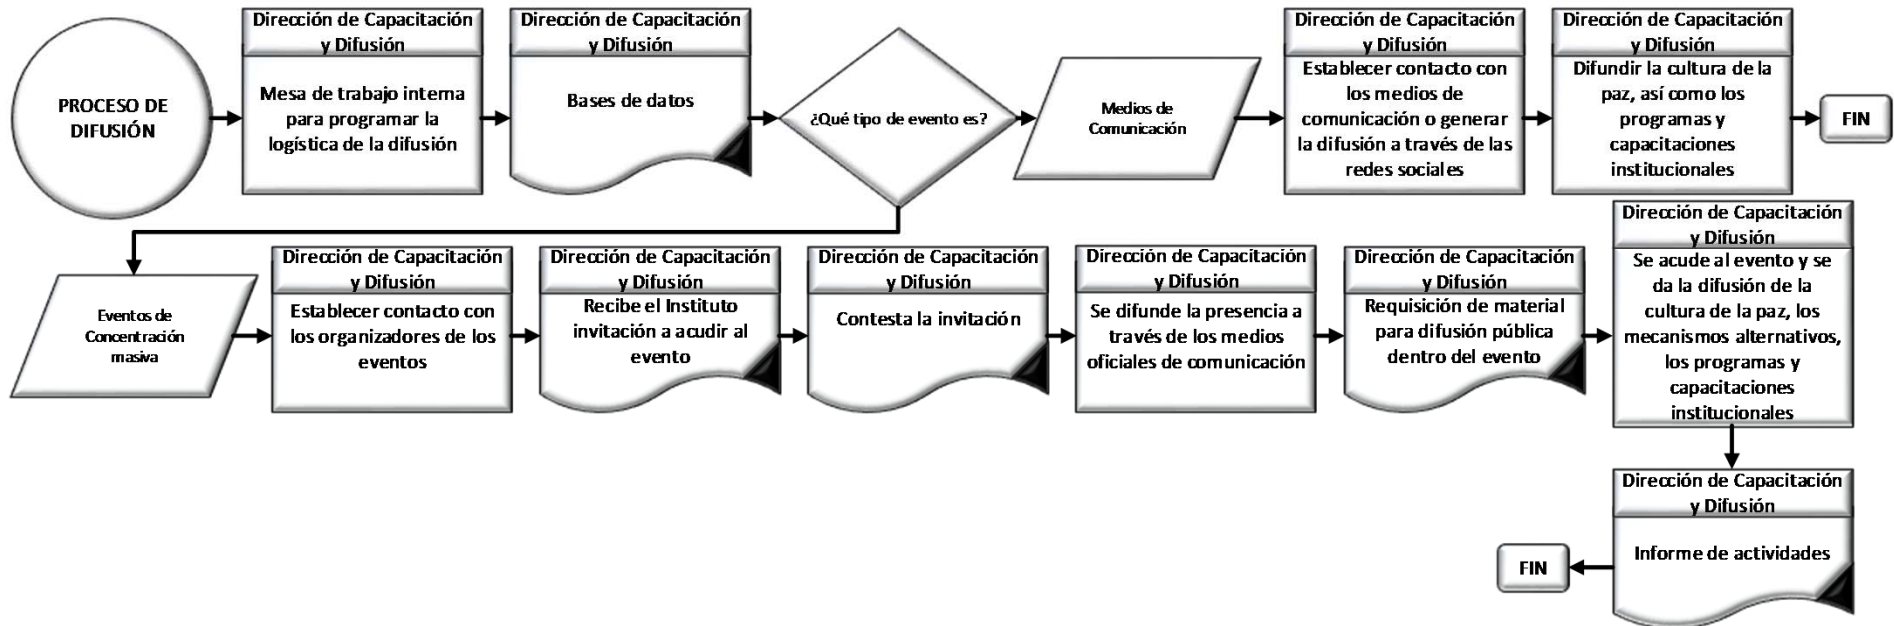 PROCESO DE
DIFUSIÓN
Dirección de Capacitación
y Difusión
Mesa de trabajo interna
para programar la
logística de la difusión
Dirección de Capacitación
y Difusión
Bases de datos
¿Qué tipo de evento es?
Medios de
Comunicación
Dirección de Capacitación
y Difusión
Establecer contacto con
los medios de
comunicación o generar
la difusión a través de las
redes sociales
Dirección de Capacitación
y Difusión
Difundir la cultura de la
paz, así como los
programas y
capacitaciones
institucionales
FIN
Eventos de
Concentración
masiva
Dirección de Capacitación
y Difusión
Establecer contacto con
los organizadores de los
eventos
Dirección de Capacitación
y Difusión
Recibe el Instituto
invitación a acudir al
evento
Dirección de Capacitación
y Difusión
Contesta la invitación
Dirección de Capacitación
y Difusión
Se difunde la presencia a
través de los medios
oficiales de comunicación
Dirección de Capacitación
y Difusión
Requisición de material
para difusión pública
dentro del evento
Dirección de Capacitación
y Difusión
Se acude al evento y se
da la difusión de la
cultura de la paz, los
mecanismos alternativos,
los programas y
capacitaciones
institucionales
Dirección de Capacitación
y Difusión
Informe de actividades
FIN